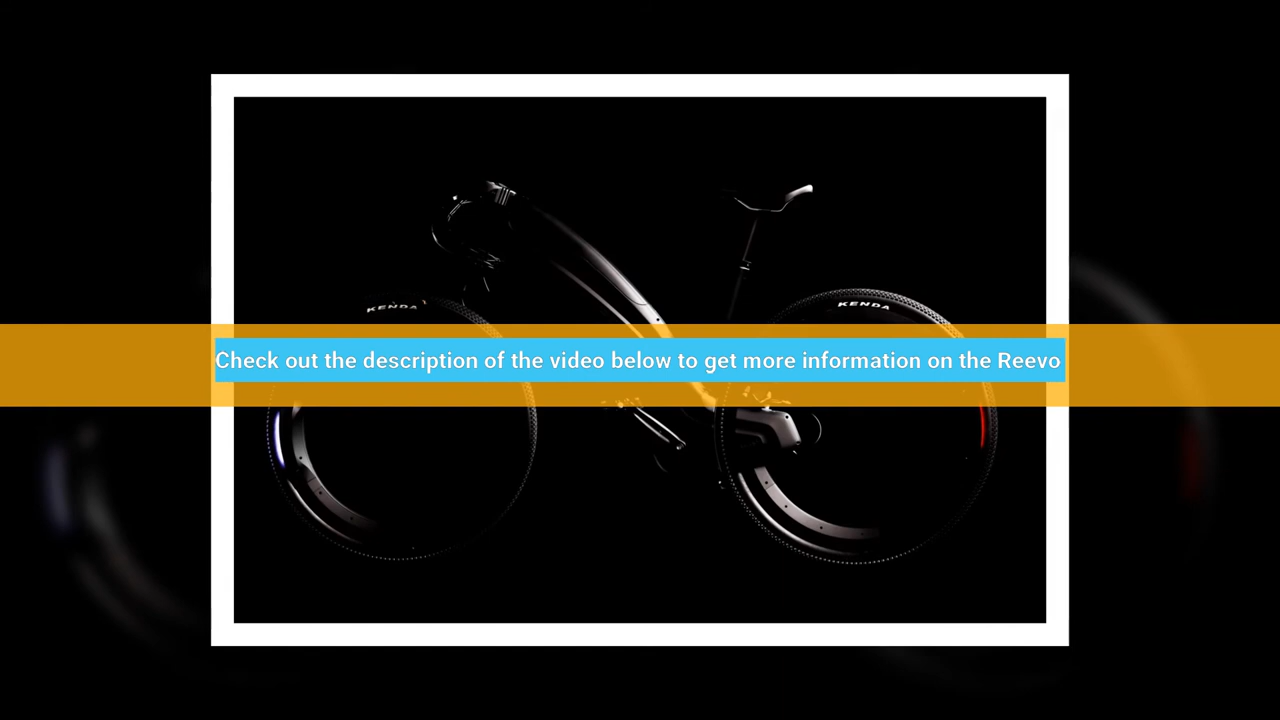 KENDA
KENDA
Check out the description of the video below to get more information on the Reevo